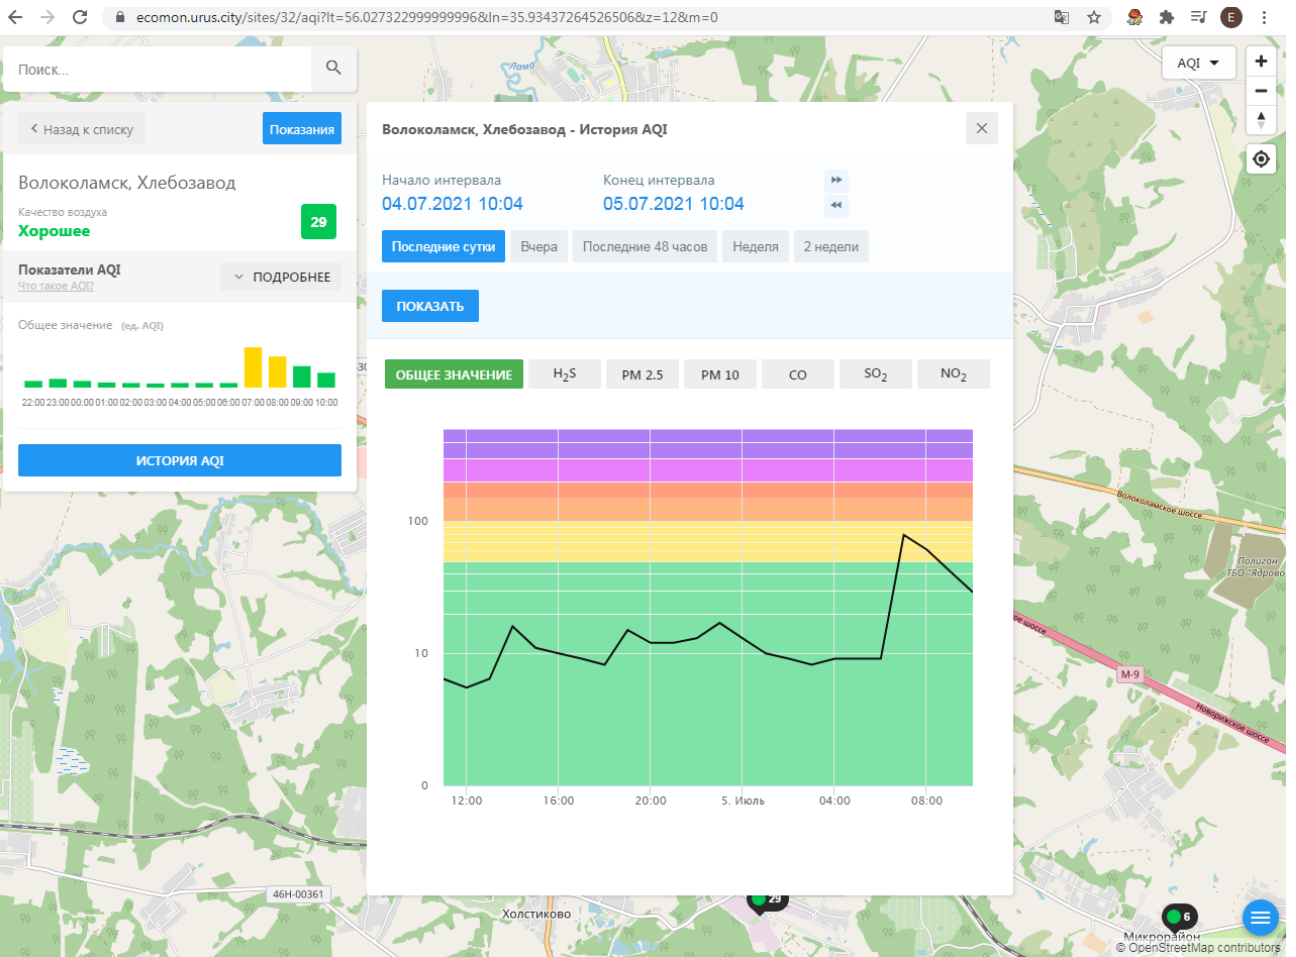 ecomon.urus.city/sites/32/aqi?lt=56.027322999999996&ln=35.93437264526506&z=12&m=0
E
Поиск...
AQI
Лама
Назад к списку
Показания
Волоколамск, Хлебозавод
Качество воздуха
Хорошее
29
Показатели AQI
Что такое AQI?
ПОДРОБНЕЕ
Общее значение (ед. AQI)
22:00 23:00 00:00 01:00 02:00 03:00 04:00 05:00 06:00 07:00 08:00 09:00 10:00
ИСТОРИЯ AQI
Волоколамск, Хлебозавод - История AQI
Начало интервала
Конец интервала
04.07.2021 10:04
05.07.2021 10:04
Последние сутки
Вчера
Последние 48 часов
Неделя
2 недели
ПОКАЗАТЬ
ОБЩЕЕ ЗНАЧЕНИЕ
H2S
PM 2.5
PM 10
CO
SO2
NO2
100
10
0
12:00 16:00 20:00 5. Июль 04:00 08:00
Волоколамское шоссе
Полигон
ТБО "Ядрово
ое шоссе
М-9
Новорижское шоссе
46Н-00361
Холстиково
29
6
Микрорайон
© OpenStreetMap contributors